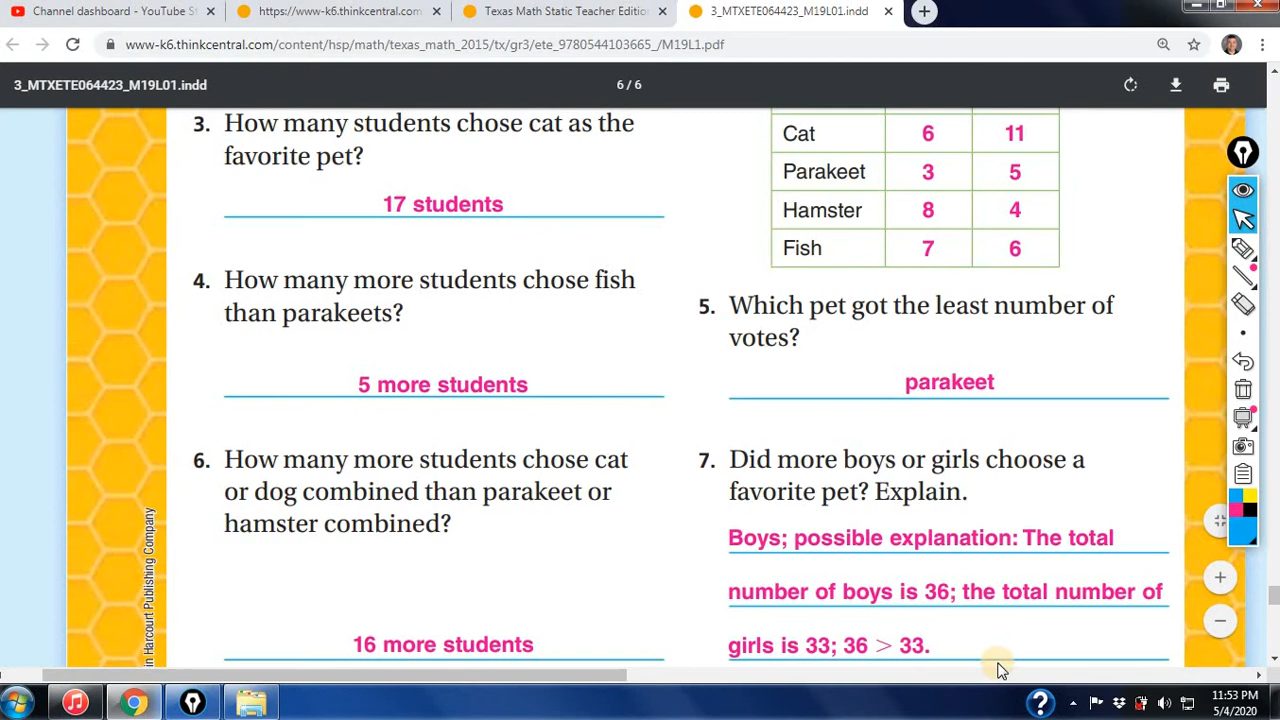 Channel dashboard - YouTube S
https://www-k6.thinkcentral.com
Texas Math Static Teacher Editio
3_MTXETE064423_M19L01.indd
www-k6.thinkcentral.com/content/hsp/math/texas_math_2015/tx/gr3/ete_9780544103665_/M19L1.pdf
3_MTXETE064423_M19L01.indd
6 / 6
3. How many students chose cat as the
favorite pet?
17 students
4. How many more students chose fish
than parakeets?
5 more students
6. How many more students chose cat
or dog combined than parakeet or
hamster combined?
16 more students
Cat 6 11
Parakeet 3 5
Hamster 8 4
Fish 7 6
5. Which pet got the least number of
votes?
parakeet
7. Did more boys or girls choose a
favorite pet? Explain.
Boys; possible explanation: The total
number of boys is 36; the total number of
girls is 33; 36 > 33.
in Harcourt Publishing Company
11:53 PM
5/4/2020